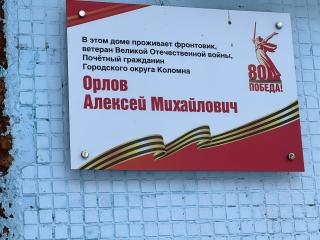 В этом доме проживает фронтовик,
ветеран Великой Отечественной войны,
Почётный гражданин
Городского округа Коломна
Орлов
Алексей Михайлович
80
ПОБЕДА!